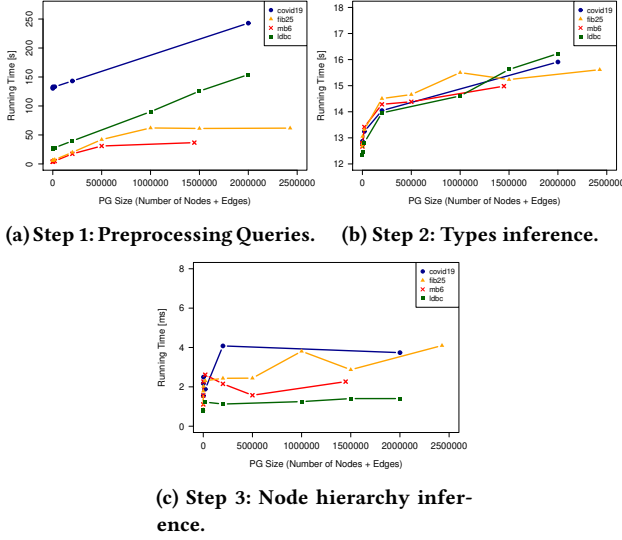 covid19
fib25
mb6
ldbc
Running Time [s]
0 50 100 150 200 250
0 500000 1000000 1500000 2000000 2500000
PG Size (Number of Nodes + Edges)
(a) Step 1: Preprocessing Queries.
covid19
fib25
mb6
ldbc
Running Time [s]
12 13 14 15 16 17
0 500000 1000000 1500000 2000000 2500000
PG Size (Number of Nodes + Edges)
(b) Step 2: Types inference.
covid19
fib25
mb6
ldbc
Running Time [ms]
0 2 4 6 8
0 500000 1000000 1500000 2000000 2500000
PG Size (Number of Nodes + Edges)
(c) Step 3: Node hierarchy infer-
ence.